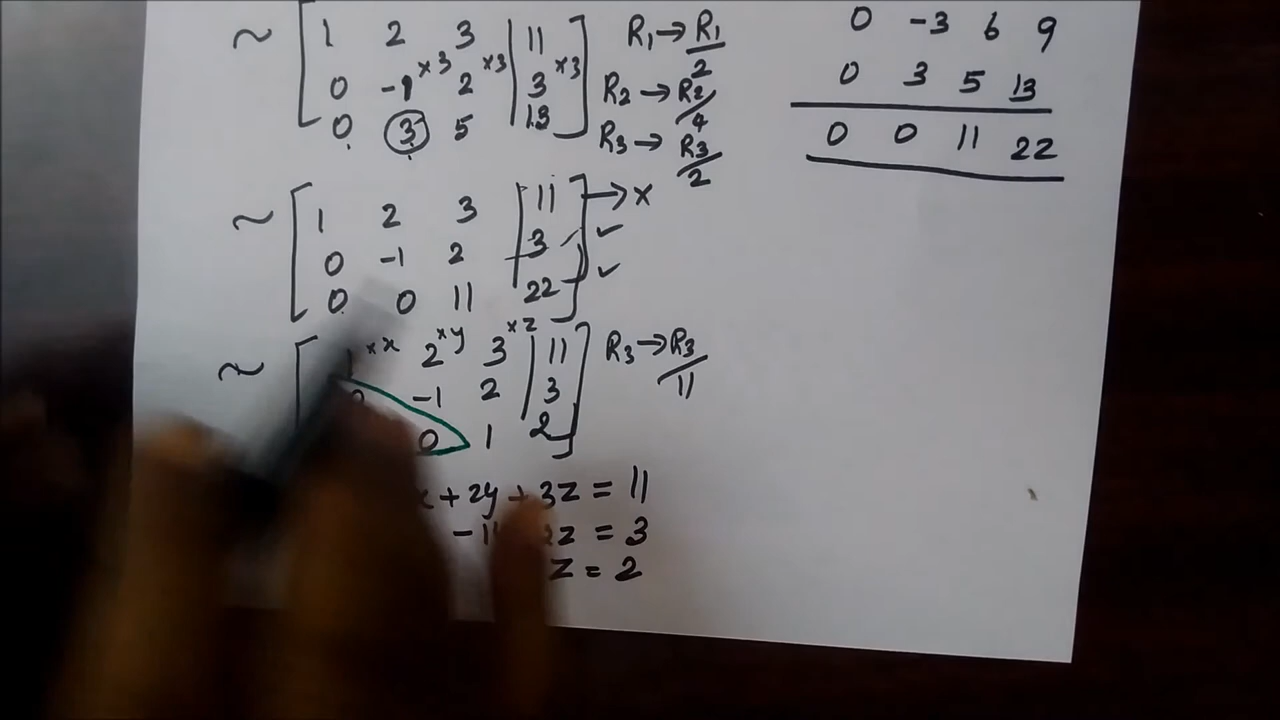 ~ [ 1 2 3 | 11 ] R1 → R1/2
0 -1 ×3 2 ×3 | 3 ×3 R2 → R2/4
0 3 5 | 13 R3 → R3/2
0 -3 6 9
0 3 5 13
0 0 11 22
~ [ 1 2 3 | 11 ] → ×
0 -1 2 | 3 ✓
0 0 11 | 22 ✓
~ [ 1 ×x 2 ×y 3 ×z | 11 ] R3 → R3/11
-1 2 | 3
0 1 | 2
x + 2y + 3z = 11
z = 3
z = 2